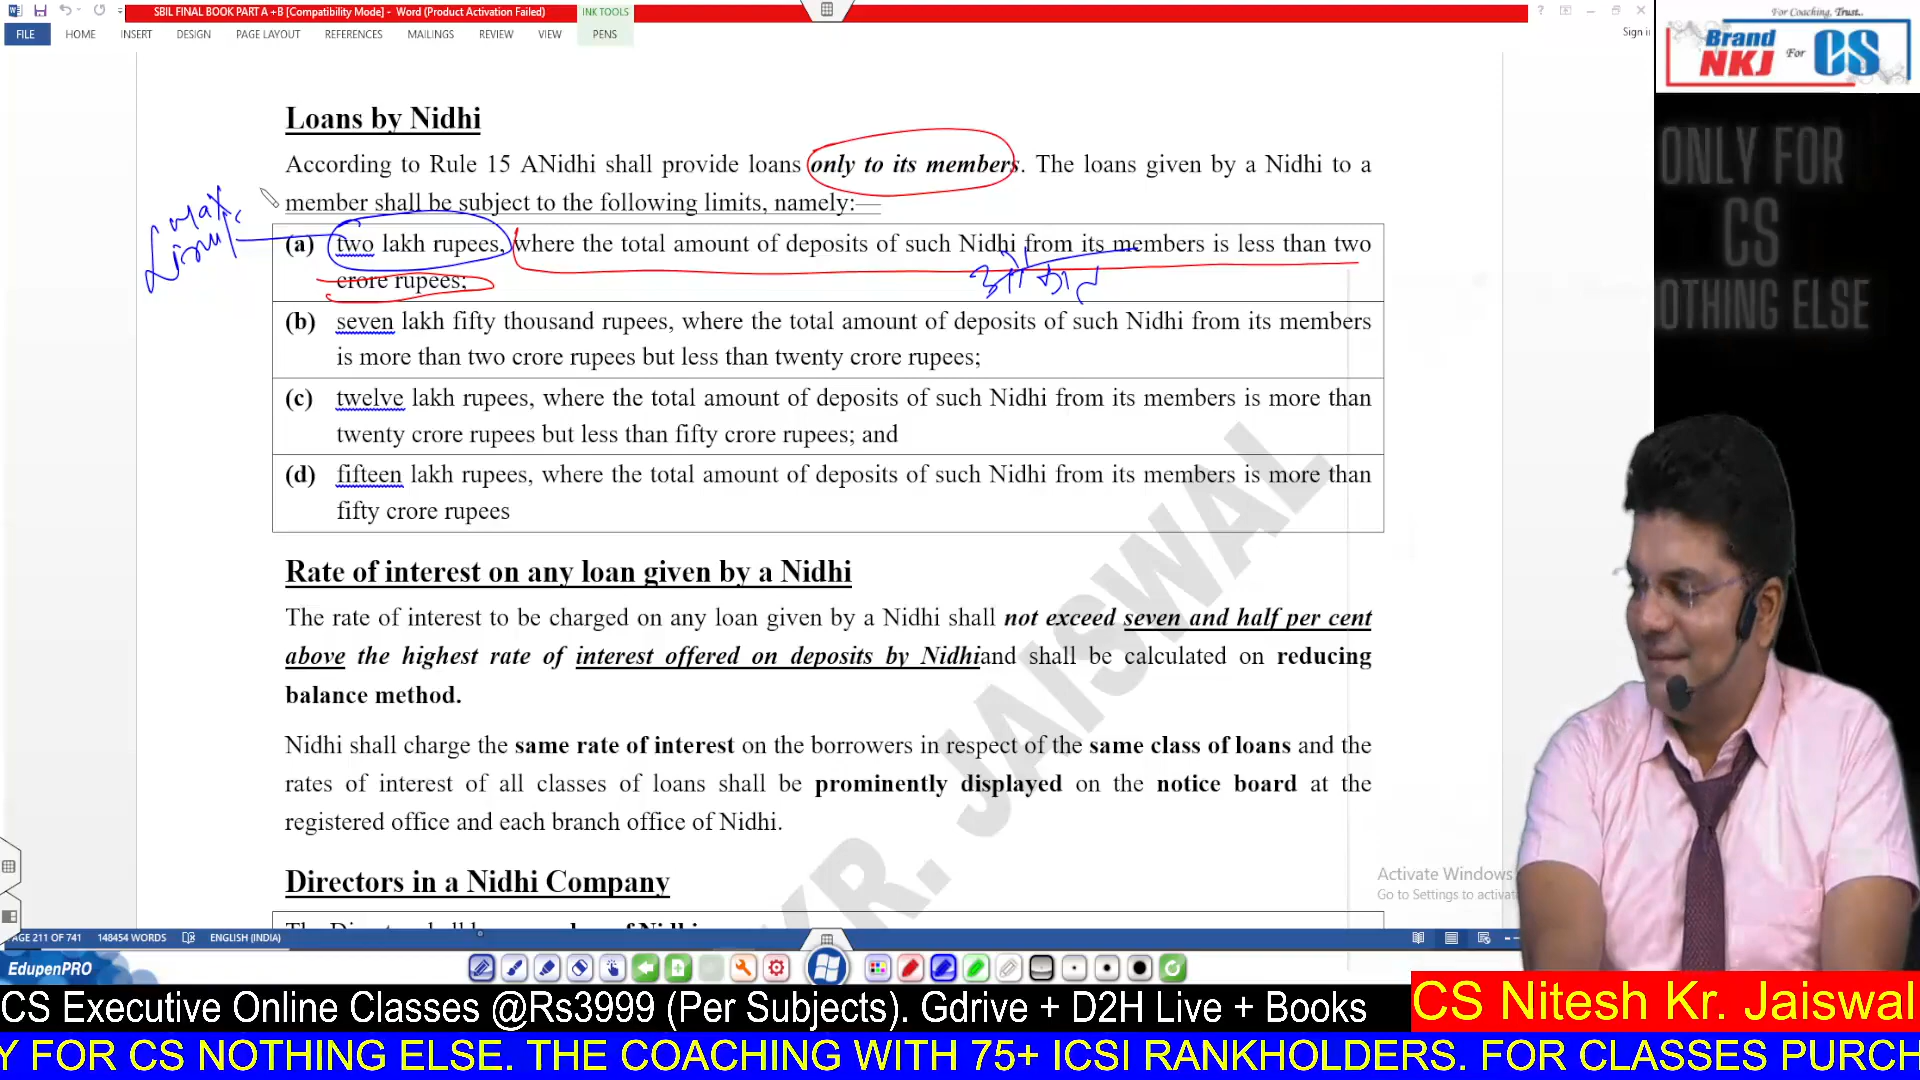 SBIL FINAL BOOK PART A +B [Compatibility Mode] - Word (Product Activation Failed)
INK TOOLS
For Coaching, Trust..
FILE HOME INSERT DESIGN PAGE LAYOUT REFERENCES MAILINGS REVIEW VIEW PENS
Sign i
Brand NKJ For CS
Loans by Nidhi
According to Rule 15 ANidhi shall provide loans only to its members. The loans given by a Nidhi to a
member shall be subject to the following limits, namely:—
Max
Limit
(a) two lakh rupees, where the total amount of deposits of such Nidhi from its members is less than two
crore rupees;
(b) seven lakh fifty thousand rupees, where the total amount of deposits of such Nidhi from its members
is more than two crore rupees but less than twenty crore rupees;
(c) twelve lakh rupees, where the total amount of deposits of such Nidhi from its members is more than
twenty crore rupees but less than fifty crore rupees; and
(d) fifteen lakh rupees, where the total amount of deposits of such Nidhi from its members is more than
fifty crore rupees
Rate of interest on any loan given by a Nidhi
The rate of interest to be charged on any loan given by a Nidhi shall not exceed seven and half per cent
above the highest rate of interest offered on deposits by Nidhiand shall be calculated on reducing
balance method.
Nidhi shall charge the same rate of interest on the borrowers in respect of the same class of loans and the
rates of interest of all classes of loans shall be prominently displayed on the notice board at the
registered office and each branch office of Nidhi.
Directors in a Nidhi Company
KR. JAISWAL
ONLY FOR
CS
NOTHING ELSE
Activate Windows
Go to Settings to activat
PAGE 211 OF 741 148454 WORDS ENGLISH (INDIA)
EdupenPRO
CS Executive Online Classes @Rs3999 (Per Subjects). Gdrive + D2H Live + Books
CS Nitesh Kr. Jaiswal
Y FOR CS NOTHING ELSE. THE COACHING WITH 75+ ICSI RANKHOLDERS. FOR CLASSES PURCH